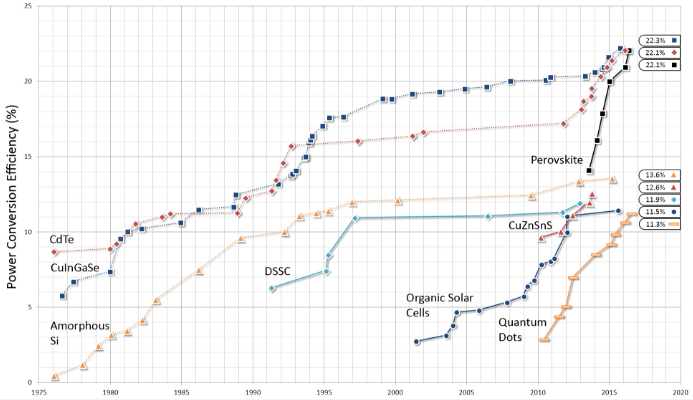 Power Conversion Efficiency (%)
25
20
15
10
5
0
1975 1980 1985 1990 1995 2000 2005 2010 2015 2020
22.3%
22.1%
22.1%
13.6%
12.6%
11.9%
11.5%
11.3%
Perovskite
CdTe
CuInGaSe
Amorphous
Si
DSSC
CuZnSnS
Organic Solar
Cells
Quantum
Dots